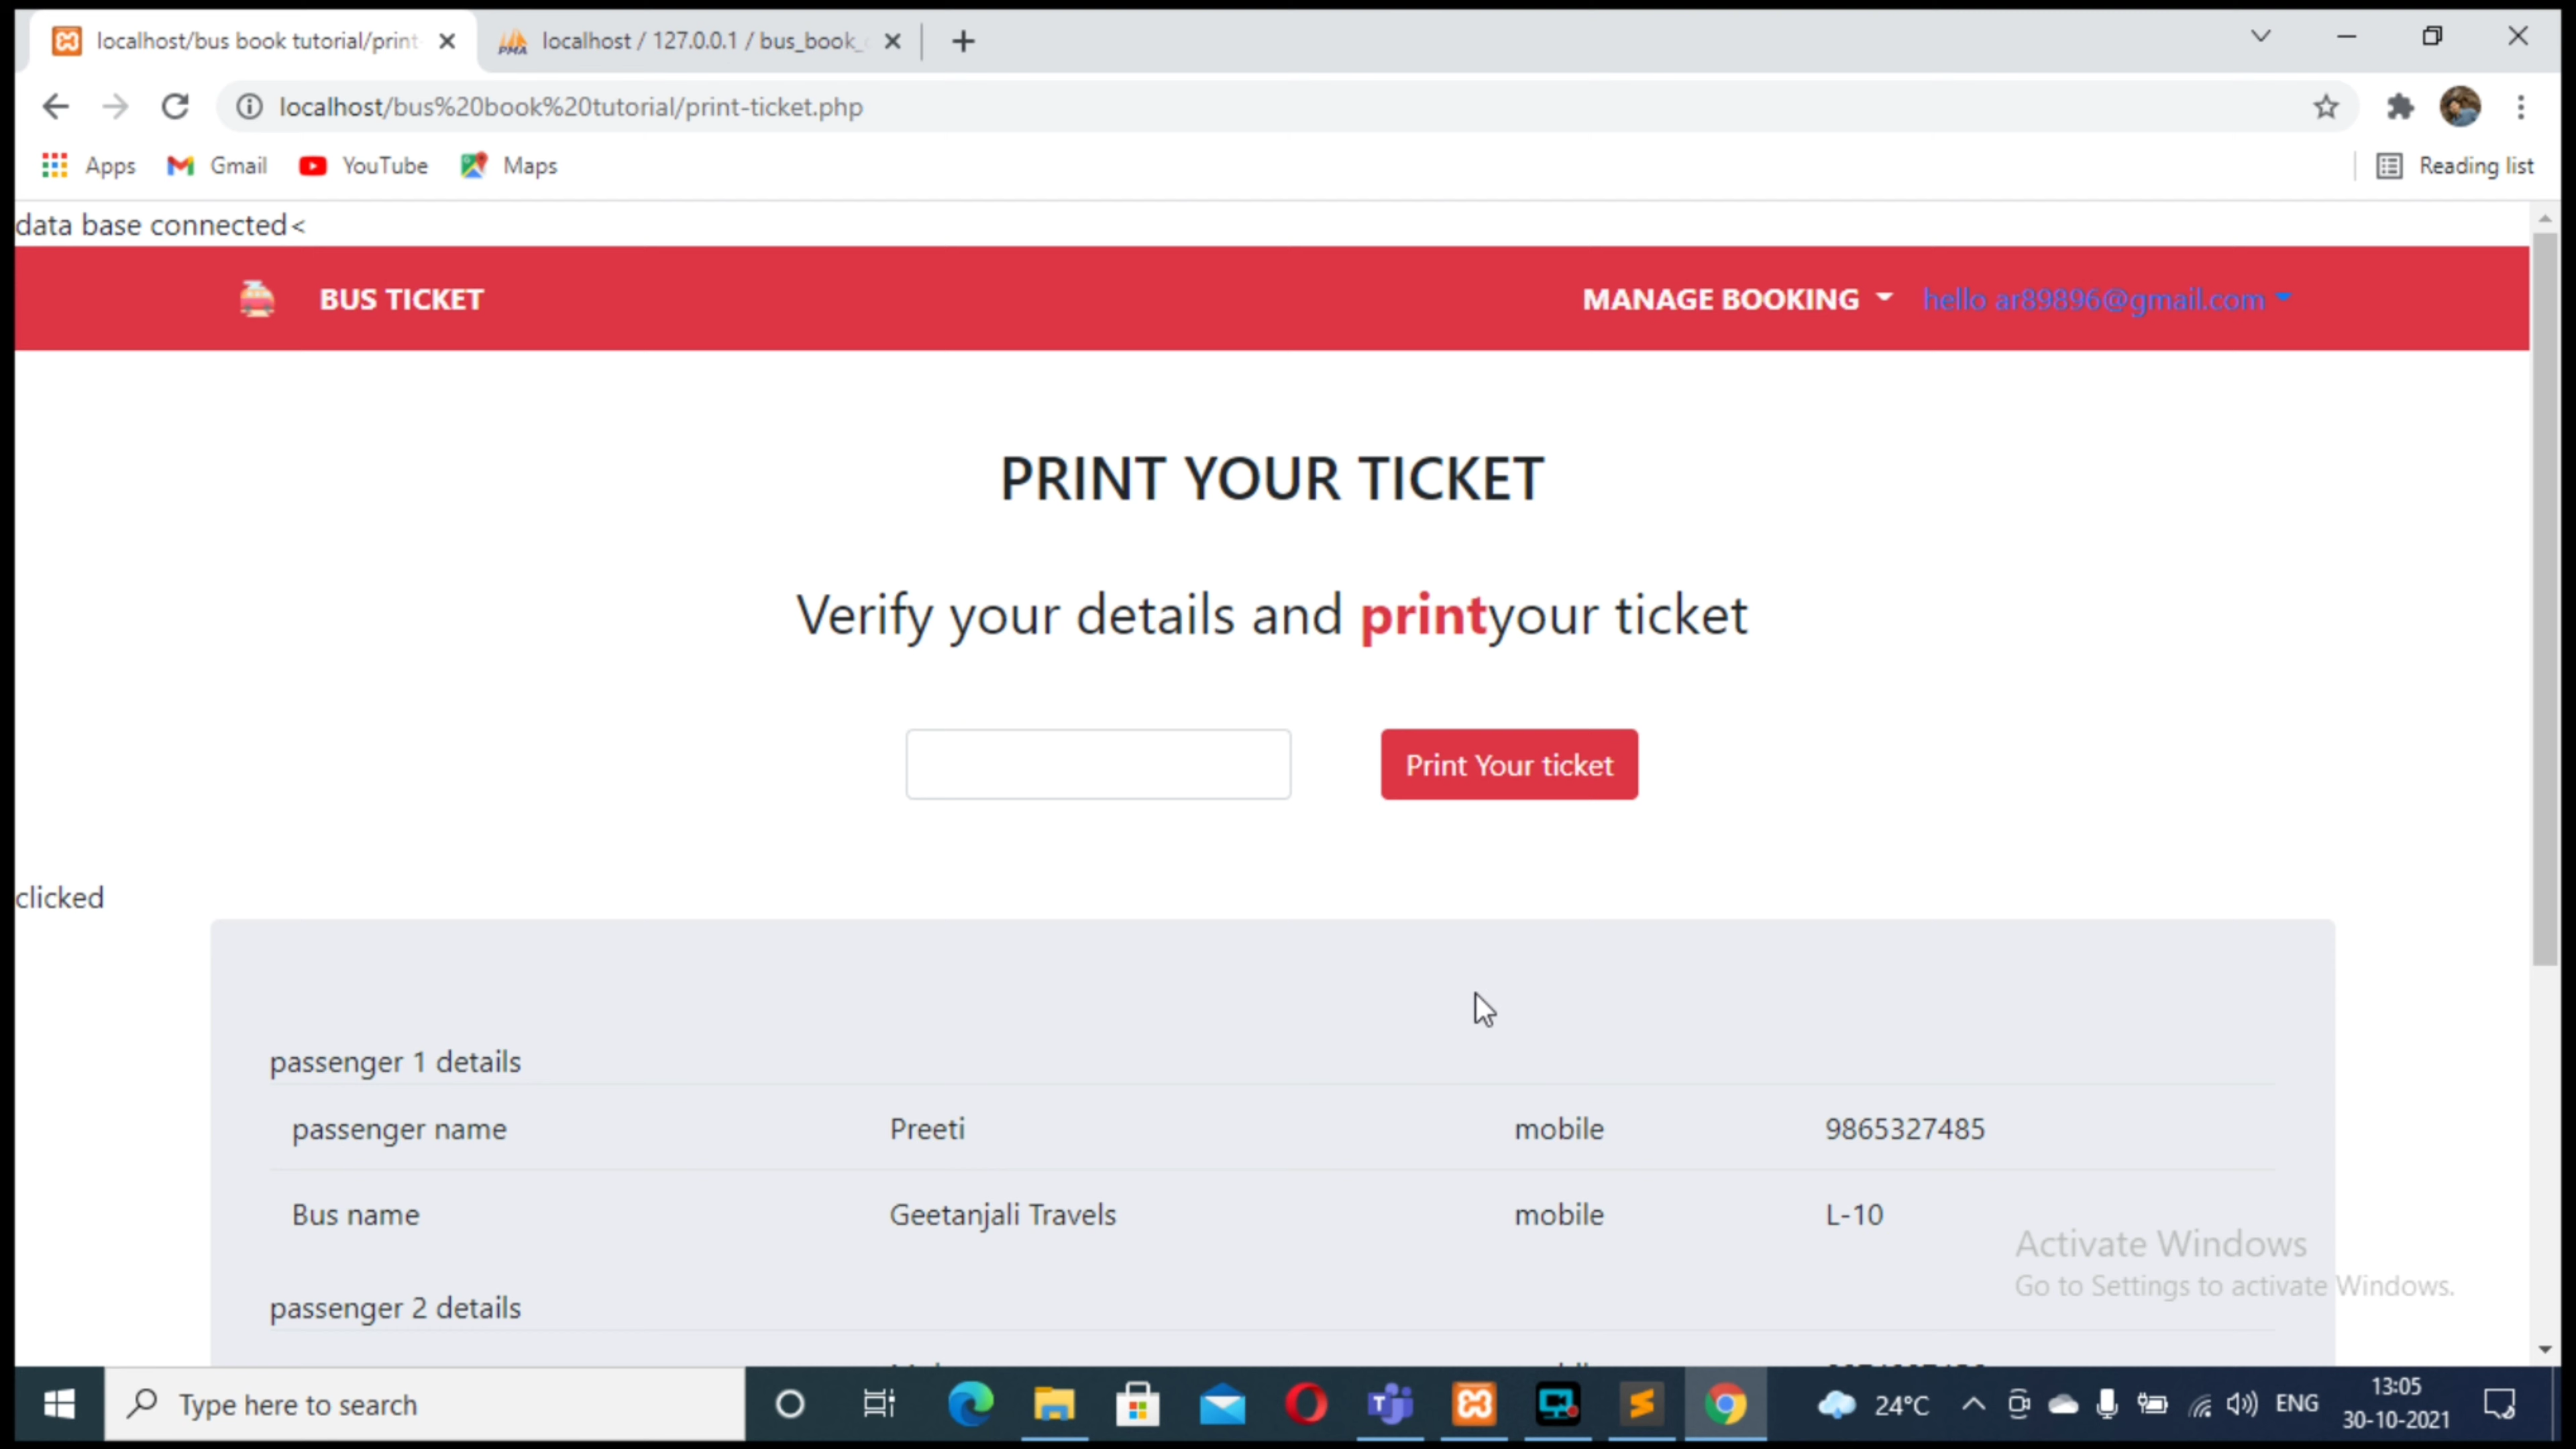 localhost/bus book tutorial/print
localhost / 127.0.0.1 / bus_book_
localhost/bus%20book%20tutorial/print-ticket.php
Apps Gmail YouTube Maps Reading list
data base connected<
BUS TICKET MANAGE BOOKING hello ar89896@gmail.com
PRINT YOUR TICKET
Verify your details and printyour ticket
Print Your ticket
clicked
passenger 1 details
passenger name Preeti mobile 9865327485
Bus name Geetanjali Travels mobile L-10
Activate Windows
Go to Settings to activate Windows.
passenger 2 details
Type here to search
24°C ENG
13:05
30-10-2021